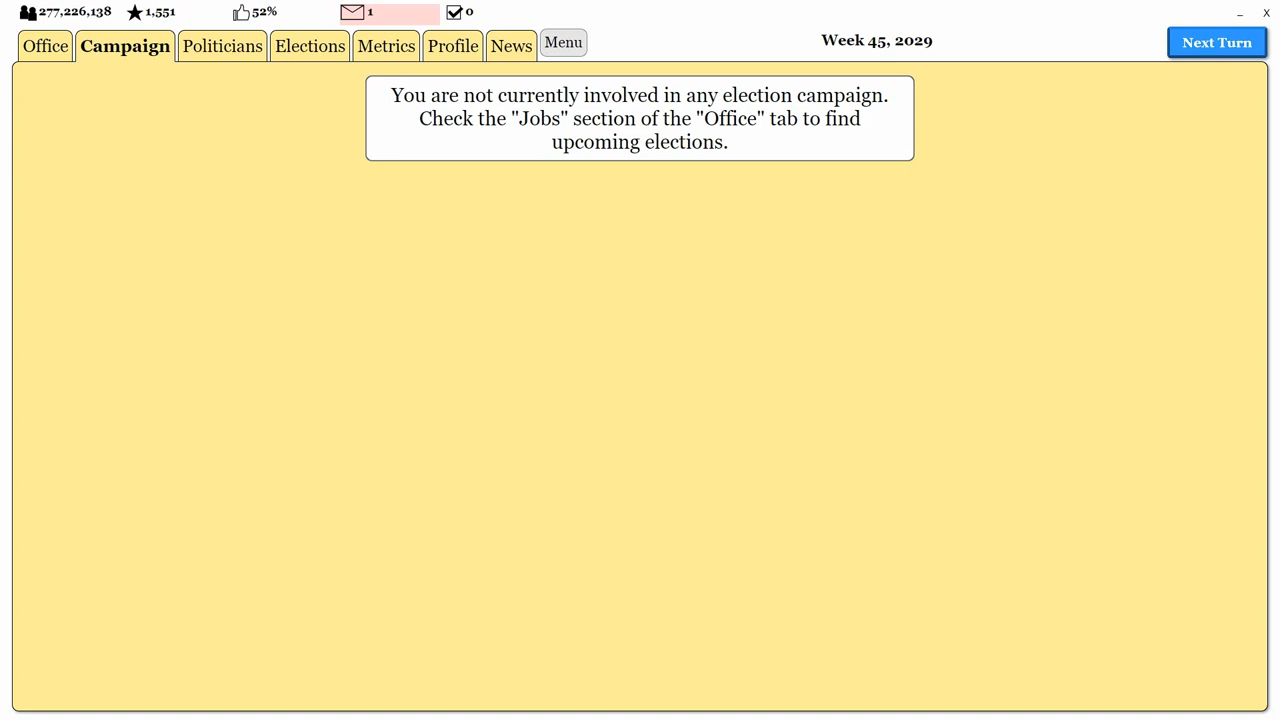 277,226,138 1,551 52% 1 0 _ X
Office Campaign Politicians Elections Metrics Profile News Menu Week 45, 2029 Next Turn
You are not currently involved in any election campaign.
Check the "Jobs" section of the "Office" tab to find
upcoming elections.